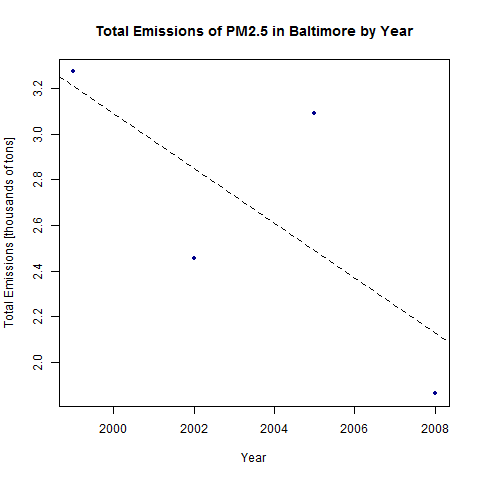 Total Emissions of PM2.5 in Baltimore by Year
Total Emissions [thousands of tons]
3.2
3.0
2.8
2.6
2.4
2.2
2.0
2000 2002 2004 2006 2008
Year